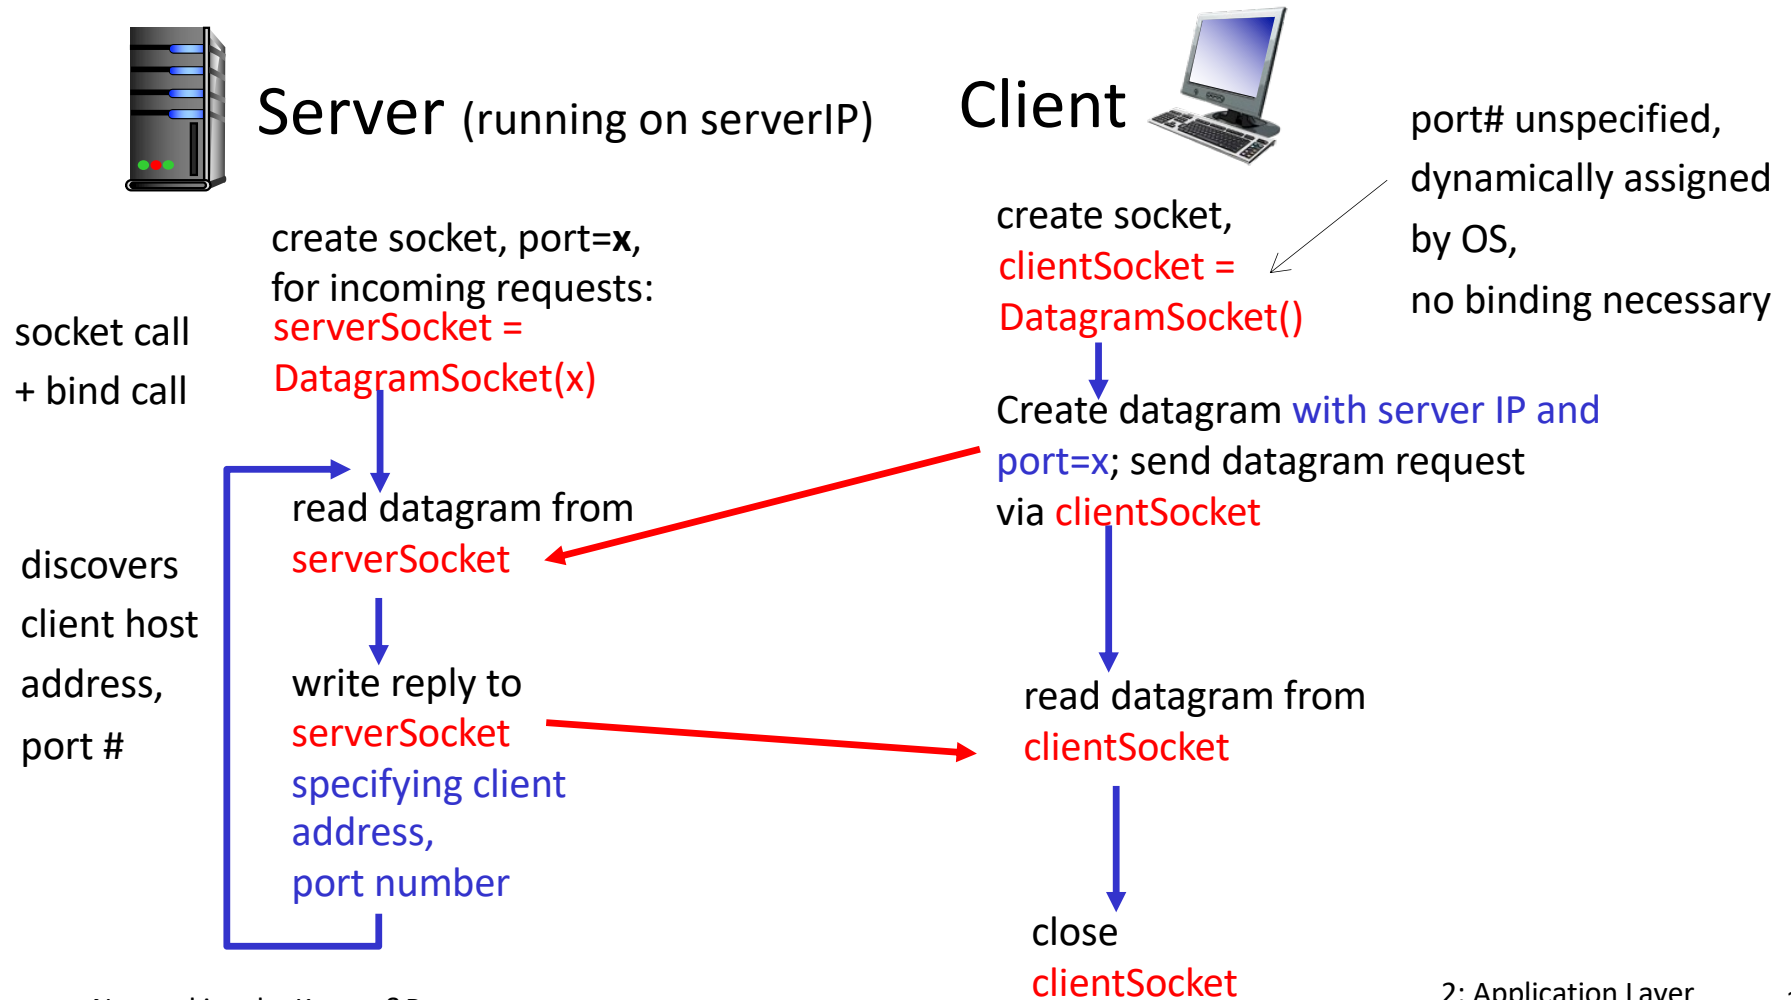 Server (running on serverIP)
create socket, port=x,
for incoming requests:
serverSocket =
DatagramSocket(x)
socket call
+ bind call
read datagram from
serverSocket
discovers
client host
address,
port #
write reply to
serverSocket
specifying client
address,
port number
Client
port# unspecified,
dynamically assigned
by OS,
no binding necessary
create socket,
clientSocket =
DatagramSocket()
Create datagram with server IP and
port=x; send datagram request
via clientSocket
read datagram from
clientSocket
close
clientSocket
2: Application Layer